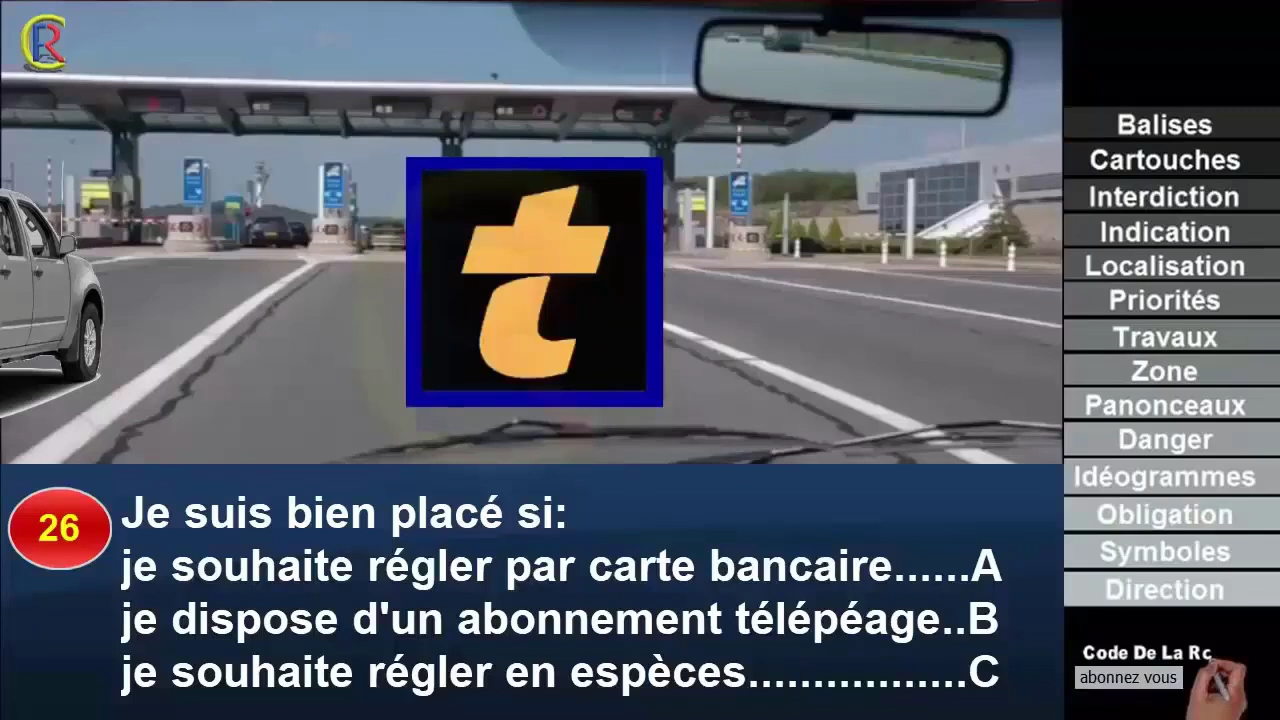 CER
t
Balises
Cartouches
Interdiction
Indication
Localisation
Priorités
Travaux
Zone
Panonceaux
Danger
Idéogrammes
Obligation
Symboles
Direction
26
Je suis bien placé si:
je souhaite régler par carte bancaire......A
je dispose d'un abonnement télépéage..B
je souhaite régler en espèces.................C
Code De La Rc
abonnez vous